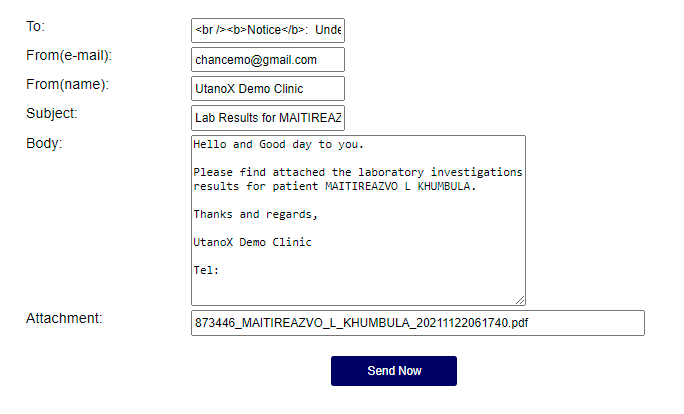 To: <br /><b>Notice</b>: Unde
From(e-mail): chancemo@gmail.com
From(name): UtanoX Demo Clinic
Subject: Lab Results for MAITIREAZ
Body: Hello and Good day to you.
Please find attached the laboratory investigations
results for patient MAITIREAZVO L KHUMBULA.
Thanks and regards,
UtanoX Demo Clinic
Tel:
Attachment: 873446_MAITIREAZVO_L_KHUMBULA_20211122061740.pdf
Send Now